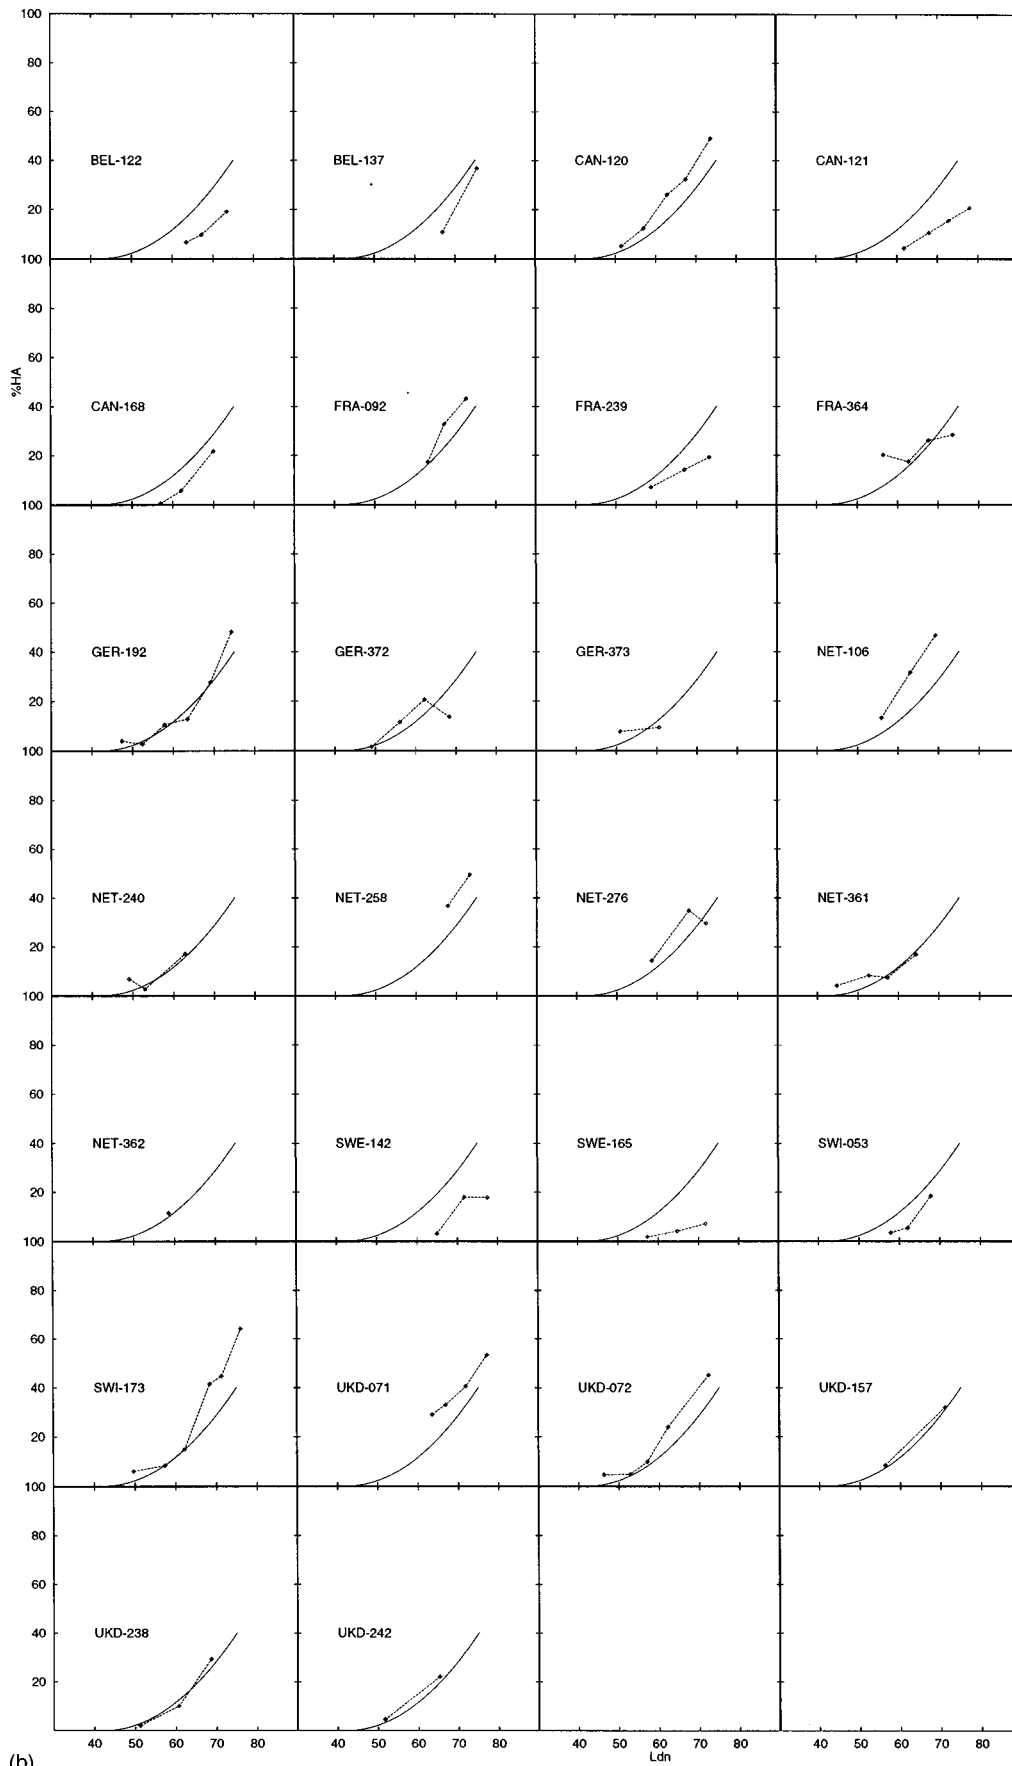 100
80
60
40
20
BEL-122
BEL-137
CAN-120
CAN-121
100
80
60
%HA
40
20
CAN-168
FRA-092
FRA-239
FRA-364
100
80
60
40
20
GER-192
GER-372
GER-373
NET-106
100
80
60
40
20
NET-240
NET-258
NET-276
NET-361
100
80
60
40
20
NET-362
SWE-142
SWE-165
SWI-053
100
80
60
40
20
SWI-173
UKD-071
UKD-072
UKD-157
100
80
60
40
20
UKD-238
UKD-242
40 50 60 70 80 40 50 60 70 80 40 50 60 70 80 40 50 60 70 80
Ldn
(b)